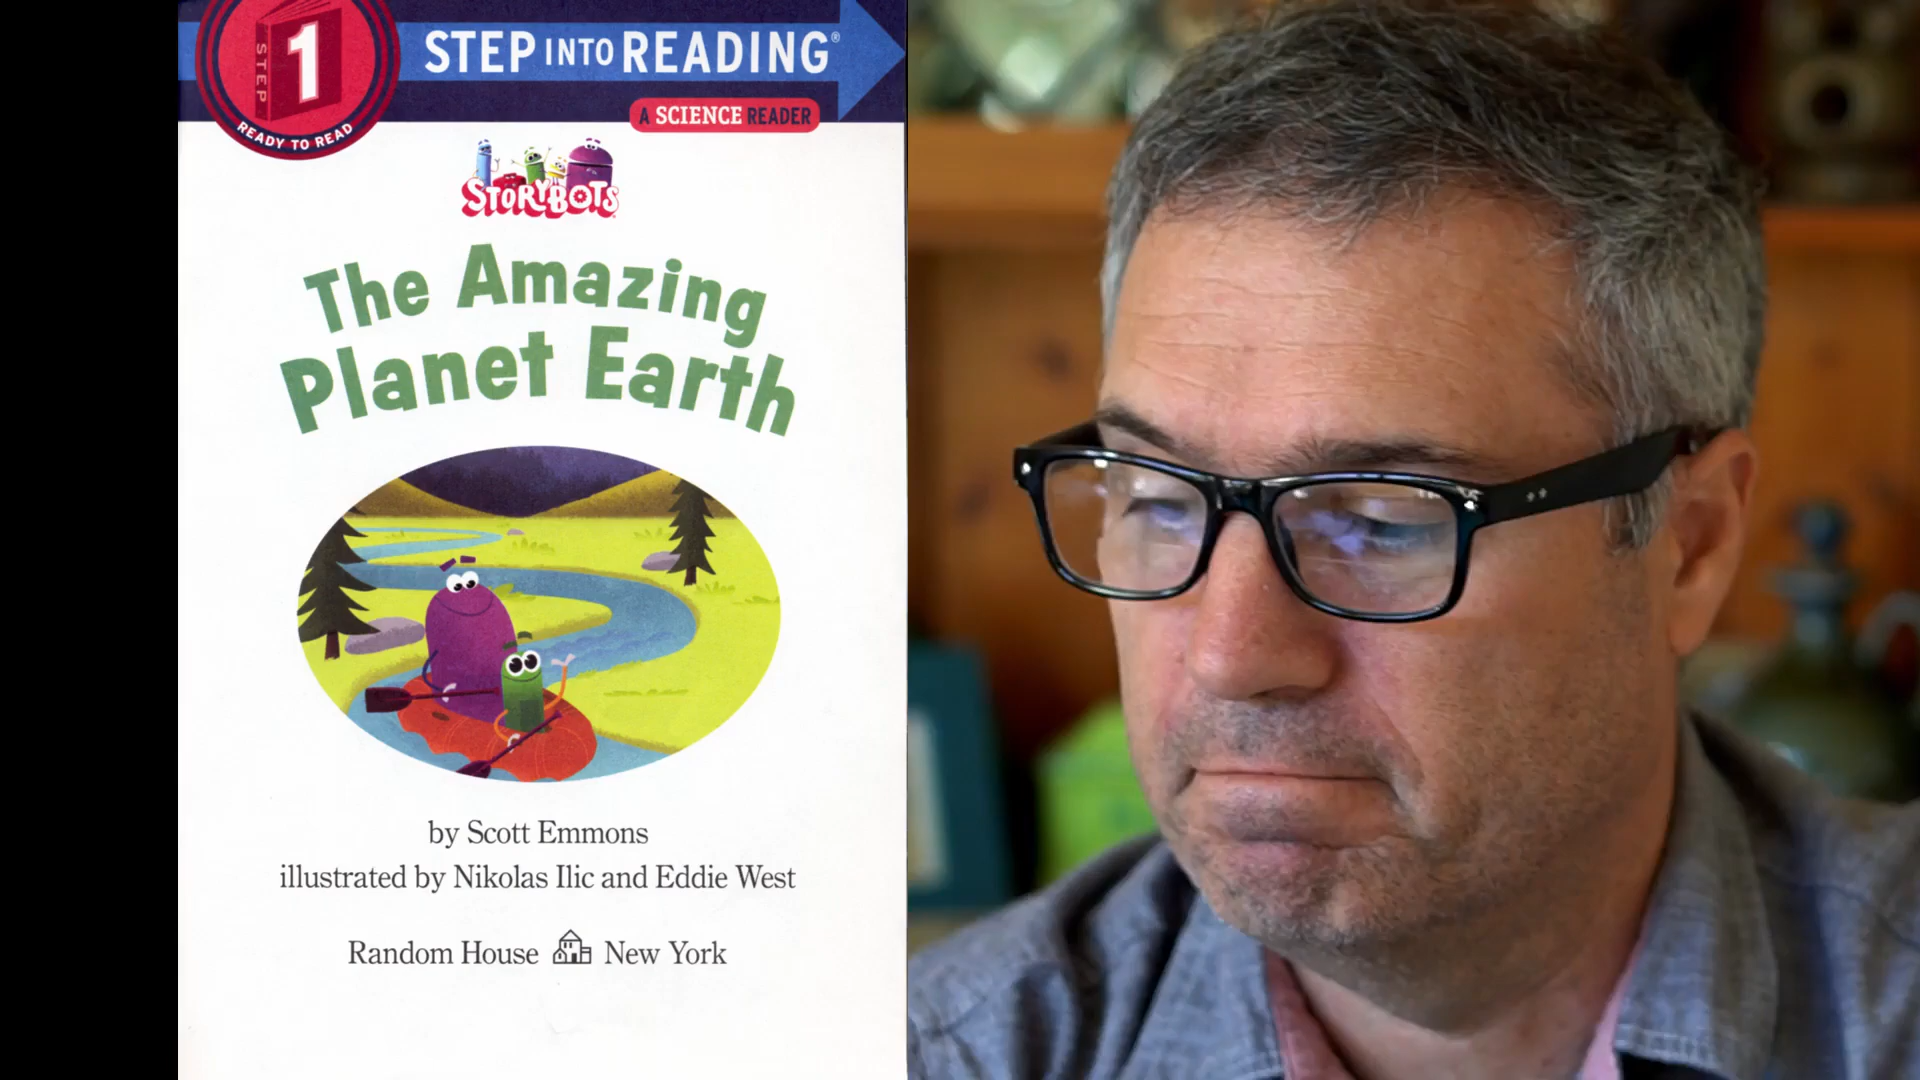 STEP 1
READY TO READ
STEP INTO READING®
A SCIENCE READER
STORYBOTS
The Amazing
Planet Earth
by Scott Emmons
illustrated by Nikolas Ilic and Eddie West
Random House New York